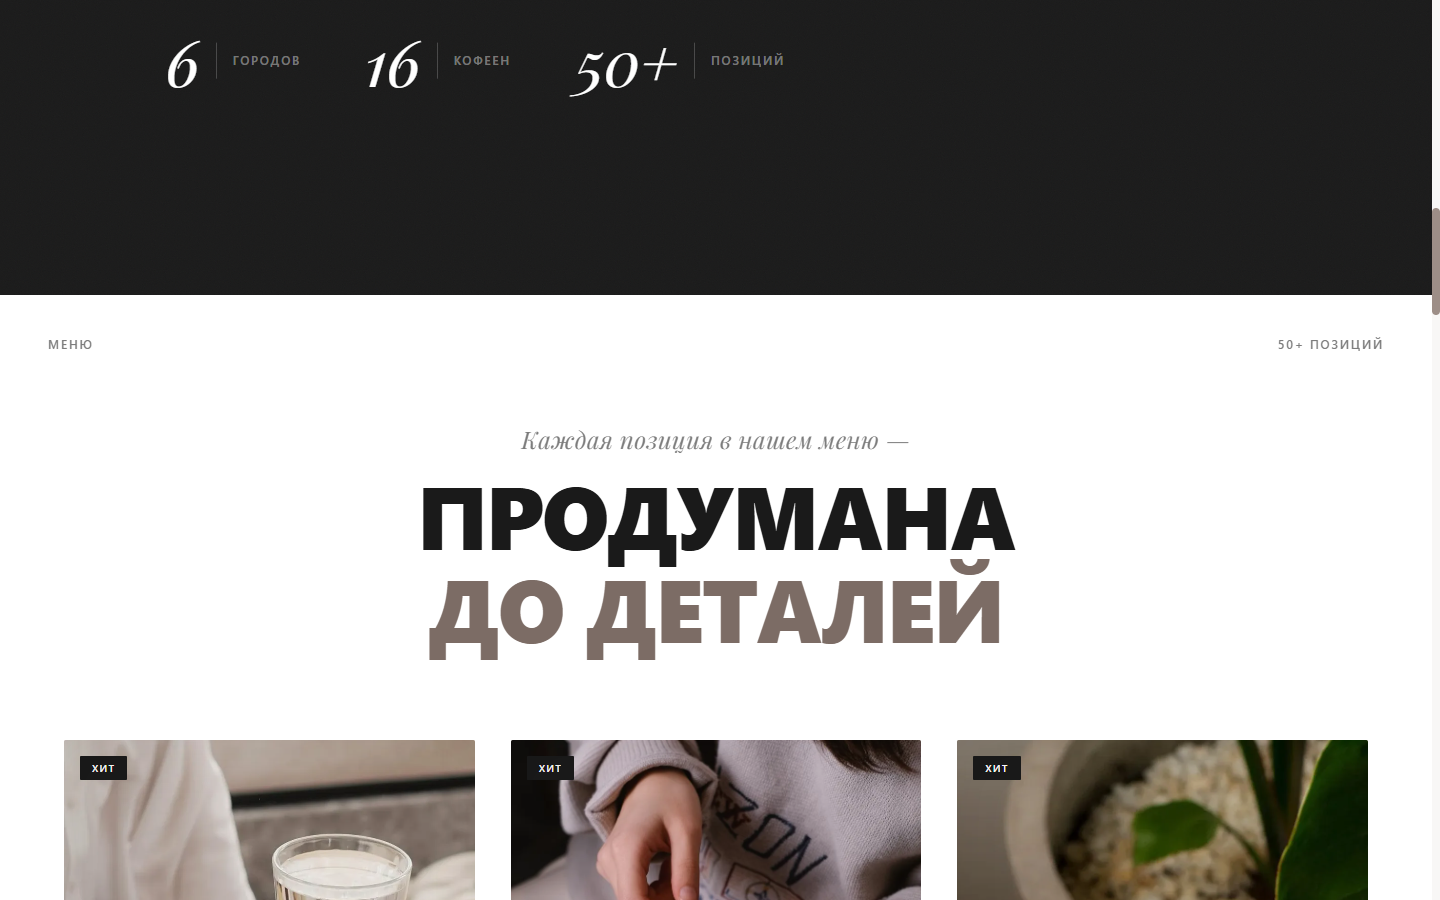 6 ГОРОДОВ 16 КОФЕЕН 50+ ПОЗИЦИЙ
МЕНЮ 50+ ПОЗИЦИЙ
Каждая позиция в нашем меню —
ПРОДУМАНА
ДО ДЕТАЛЕЙ
ХИТ ХИТ ХИТ
ZON